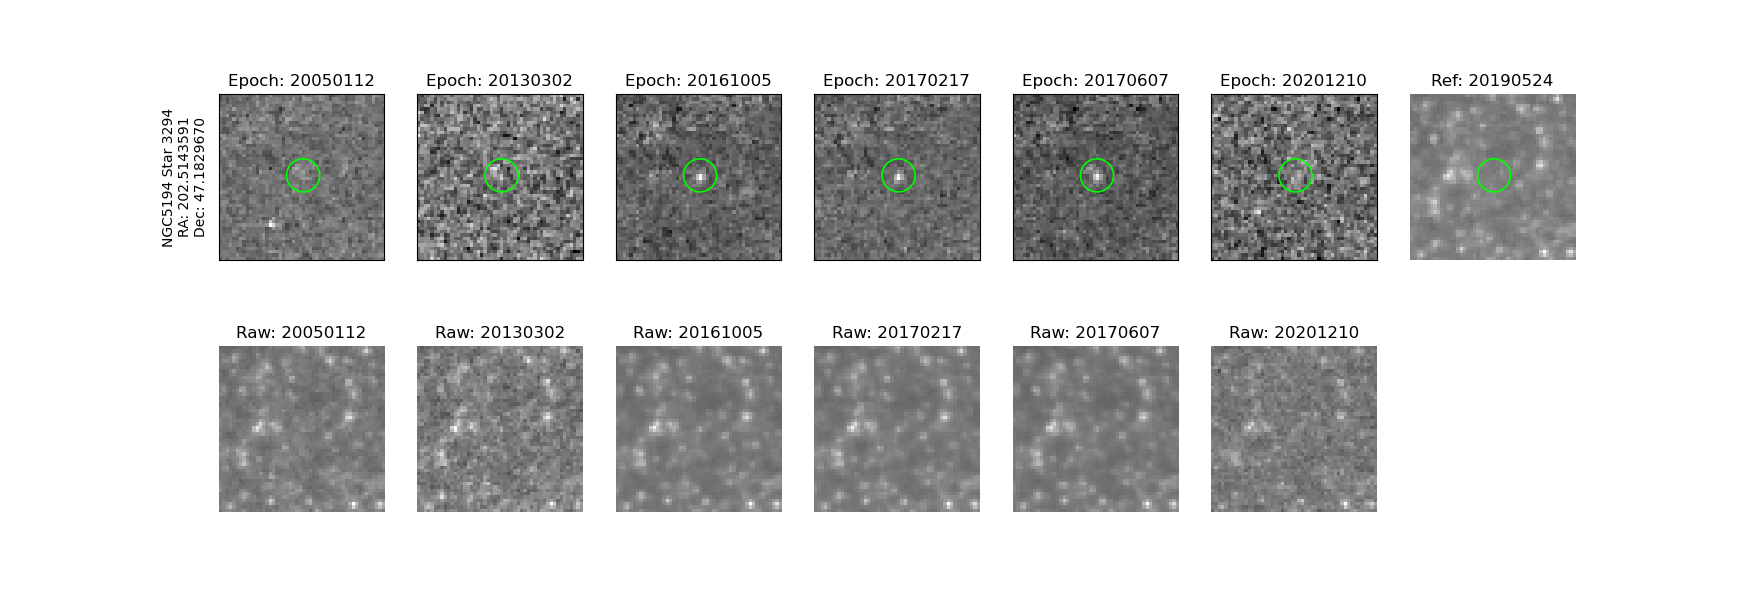 NGC5194 Star 3294
RA: 202.5143591
Dec: 47.1829670
Epoch: 20050112
Epoch: 20130302
Epoch: 20161005
Epoch: 20170217
Epoch: 20170607
Epoch: 20201210
Ref: 20190524
Raw: 20050112
Raw: 20130302
Raw: 20161005
Raw: 20170217
Raw: 20170607
Raw: 20201210